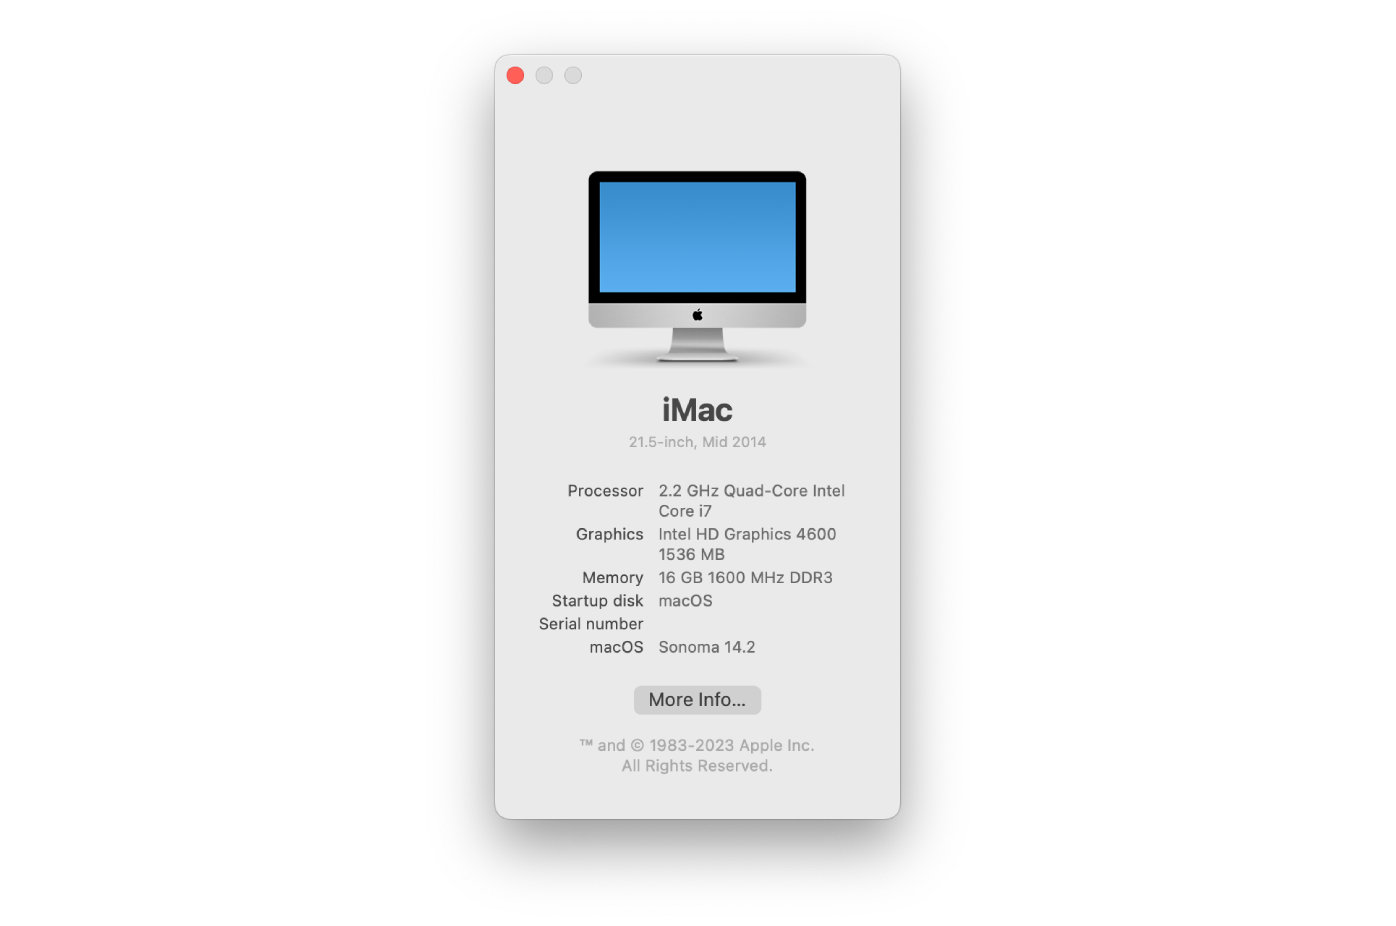 iMac
21.5-inch, Mid 2014
Processor 2.2 GHz Quad-Core Intel
Core i7
Graphics Intel HD Graphics 4600
1536 MB
Memory 16 GB 1600 MHz DDR3
Startup disk macOS
Serial number
macOS Sonoma 14.2
More Info...
™ and © 1983-2023 Apple Inc.
All Rights Reserved.